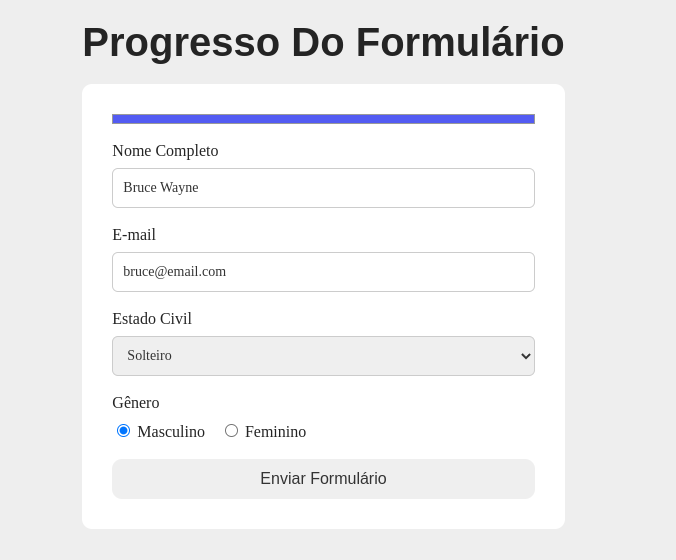 Progresso Do Formulário
Nome Completo
Bruce Wayne
E-mail
bruce@email.com
Estado Civil
Solteiro
Gênero
Masculino Feminino
Enviar Formulário